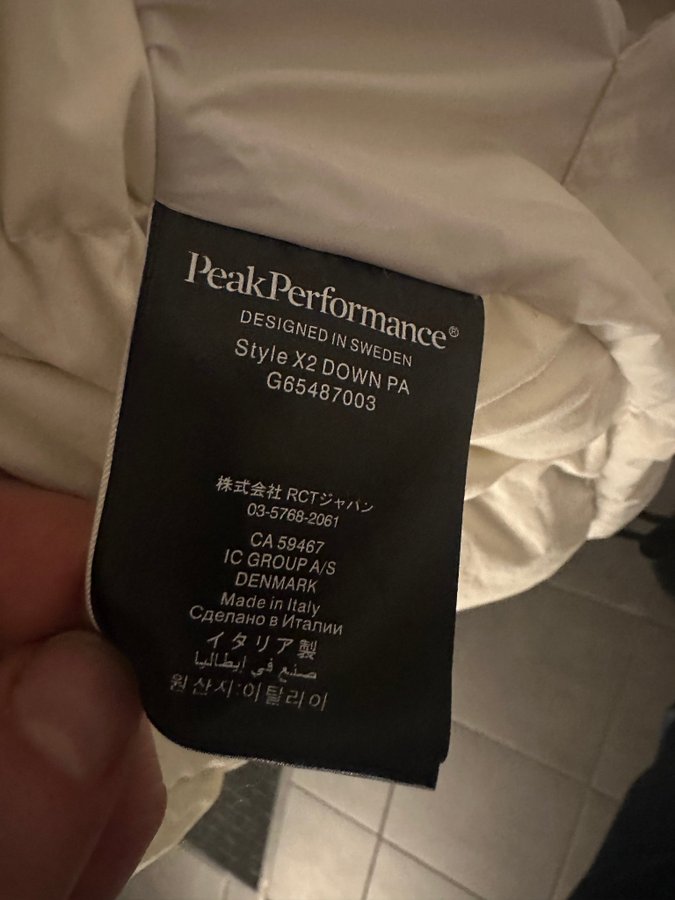 PeakPerformance®
DESIGNED IN SWEDEN
Style X2 DOWN PA
G65487003
株式会社 RCTジャパン
03-5768-2061
CA 59467
IC GROUP A/S
DENMARK
Made in Italy
Сделано в Италии
イタリア製
صنع في إيطاليا
원산지:이탈리아